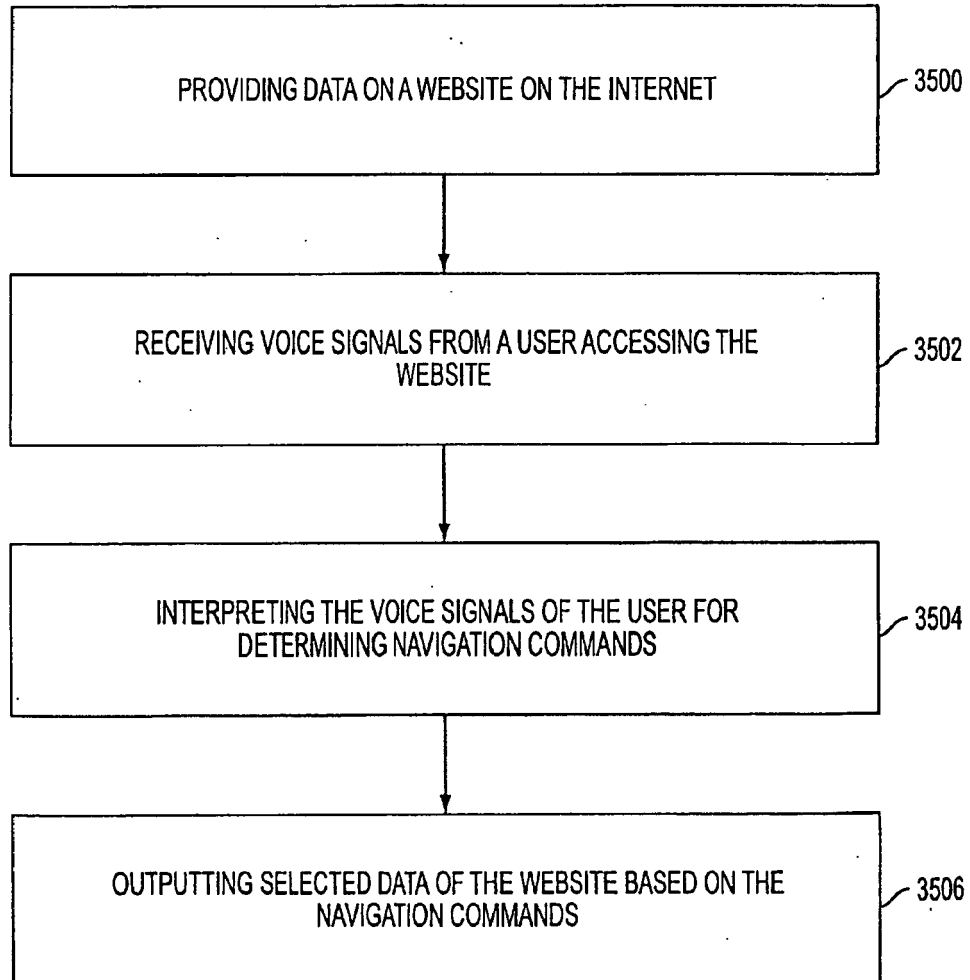 PROVIDING DATA ON A WEBSITE ON THE INTERNET
3500
RECEIVING VOICE SIGNALS FROM A USER ACCESSING THE
WEBSITE
3502
INTERPRETING THE VOICE SIGNALS OF THE USER FOR
DETERMINING NAVIGATION COMMANDS
3504
OUTPUTTING SELECTED DATA OF THE WEBSITE BASED ON THE
NAVIGATION COMMANDS
3506